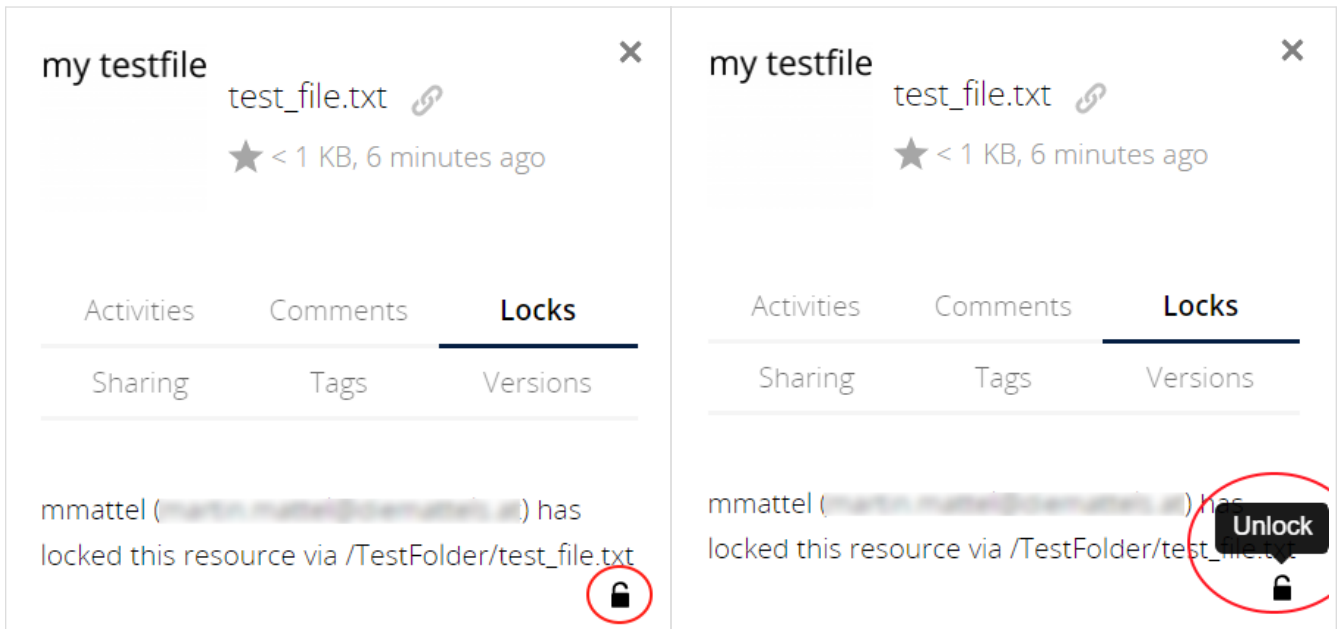 my testfile
test_file.txt
< 1 KB, 6 minutes ago
Activities Comments Locks
Sharing Tags Versions
mmattel ( ) has
locked this resource via /TestFolder/test_file.txt
my testfile
test_file.txt
< 1 KB, 6 minutes ago
Activities Comments Locks
Sharing Tags Versions
mmattel ( ) has
Unlock
locked this resource via /TestFolder/test_file.txt